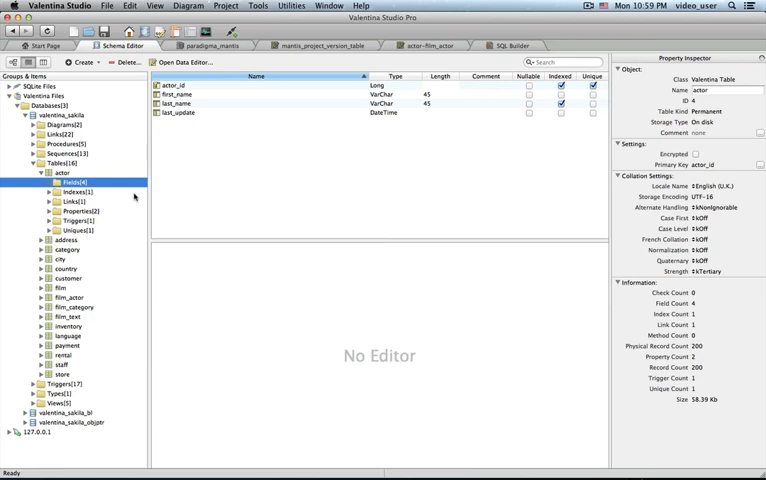 Valentina Studio File Edit View Diagram Project Tools Utilities Window Help Mon 10:59 PM video_user
Valentina Studio Pro
Start Page Schema Editor paradigma_mantis mantis_project_version_table actor-film_actor SQL Builder
Create Delete... Open Data Editor... Search
Property Inspector
Groups & Items
SQLite Files
Valentina Files
Databases[3]
valentina_sakila
Diagrams[2]
Links[22]
Procedures[5]
Sequences[13]
Tables[16]
actor
Fields[4]
Indexes[1]
Links[1]
Properties[2]
Triggers[1]
Uniques[1]
address
category
city
country
customer
film
film_actor
film_category
film_text
inventory
language
payment
rental
staff
store
Triggers[17]
Types[1]
Views[5]
valentina_sakila_bl
valentina_sakila_objptr
127.0.0.1
Name Type Length Comment Nullable Indexed Unique
actor_id Long
first_name VarChar 45
last_name VarChar 45
last_update DateTime
No Editor
Object:
Class Valentina Table
Name actor
ID 4
Table Kind Permanent
Storage Type On disk
Comment none
Settings:
Encrypted
Primary Key actor_id
Collation Settings:
Locale Name English (U.K.)
Storage Encoding UTF-16
Alternate Handling kNonIgnorable
Case First kOff
Case Level kOff
French Collation kOff
Normalization kOff
Quaternary kOff
Strength kTertiary
Information:
Check Count 0
Field Count 4
Index Count 1
Link Count 1
Method Count 0
Physical Record Count 200
Property Count 2
Record Count 200
Trigger Count 1
Unique Count 1
Size 58.39 Kb
Ready